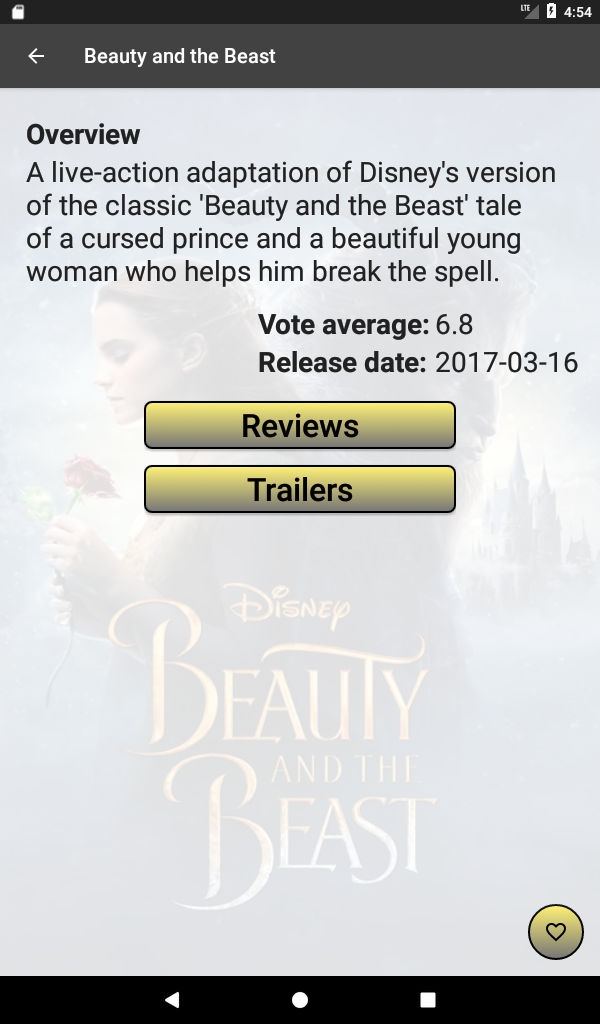 LTE 4:54
Beauty and the Beast
Overview
A live-action adaptation of Disney's version
of the classic 'Beauty and the Beast' tale
of a cursed prince and a beautiful young
woman who helps him break the spell.
Vote average: 6.8
Release date: 2017-03-16
Reviews
Trailers
Disney
BEAUTY
AND THE
BEAST